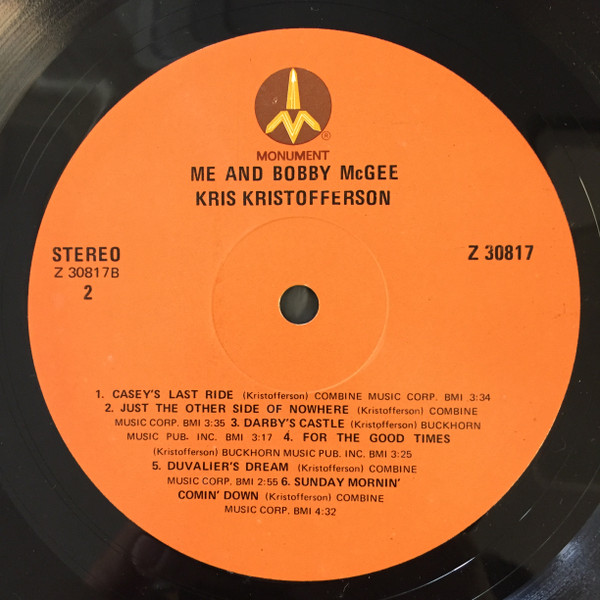 ®
MONUMENT
ME AND BOBBY McGEE
KRIS KRISTOFFERSON
STEREO
Z 30817B
2
Z 30817
1. CASEY'S LAST RIDE (Kristofferson) COMBINE MUSIC CORP. BMI 3:34
2. JUST THE OTHER SIDE OF NOWHERE (Kristofferson) COMBINE
MUSIC CORP. BMI 3:35 3. DARBY'S CASTLE (Kristofferson) BUCKHORN
MUSIC PUB. INC. BMI 3:17 4. FOR THE GOOD TIMES
(Kristofferson) BUCKHORN MUSIC PUB. INC. BMI 3:25
5. DUVALIER'S DREAM (Kristofferson) COMBINE
MUSIC CORP. BMI 2:55 6. SUNDAY MORNIN'
COMIN' DOWN (Kristofferson) COMBINE
MUSIC CORP. BMI 4:32